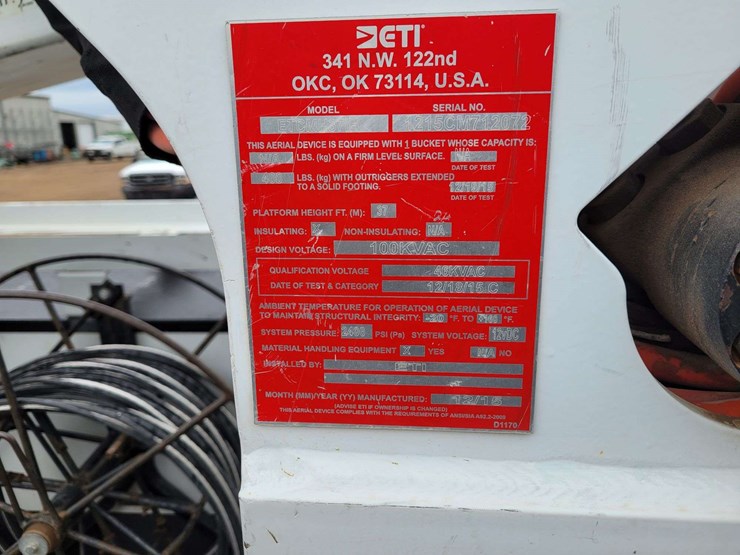 ETI
341 N.W. 122nd
OKC, OK 73114, U.S.A.
MODEL SERIAL NO.
THIS AERIAL DEVICE IS EQUIPPED WITH 1 BUCKET WHOSE CAPACITY IS:
LBS. (kg) ON A FIRM LEVEL SURFACE. N/A
DATE OF TEST
LBS. (kg) WITH OUTRIGGERS EXTENDED 12/18/15
TO A SOLID FOOTING. DATE OF TEST
PLATFORM HEIGHT FT. (M): 37
INSULATING: X NON-INSULATING: N/A
DESIGN VOLTAGE: 100KVAC
QUALIFICATION VOLTAGE 46KVAC
DATE OF TEST & CATEGORY 12/18/15 C
AMBIENT TEMPERATURE FOR OPERATION OF AERIAL DEVICE
TO MAINTAIN STRUCTURAL INTEGRITY: °F. TO °F.
SYSTEM PRESSURE: PSI (Ps) SYSTEM VOLTAGE: 12VDC
MATERIAL HANDLING EQUIPMENT X YES N/A NO
INSTALLED BY: ETI
MONTH (MM)/YEAR (YY) MANUFACTURED: 12/15
(ADVISE ETI IF OWNERSHIP IS CHANGED)
THIS AERIAL DEVICE COMPLIES WITH THE REQUIREMENTS OF ANSI/SIA A92.2-2009
D1170